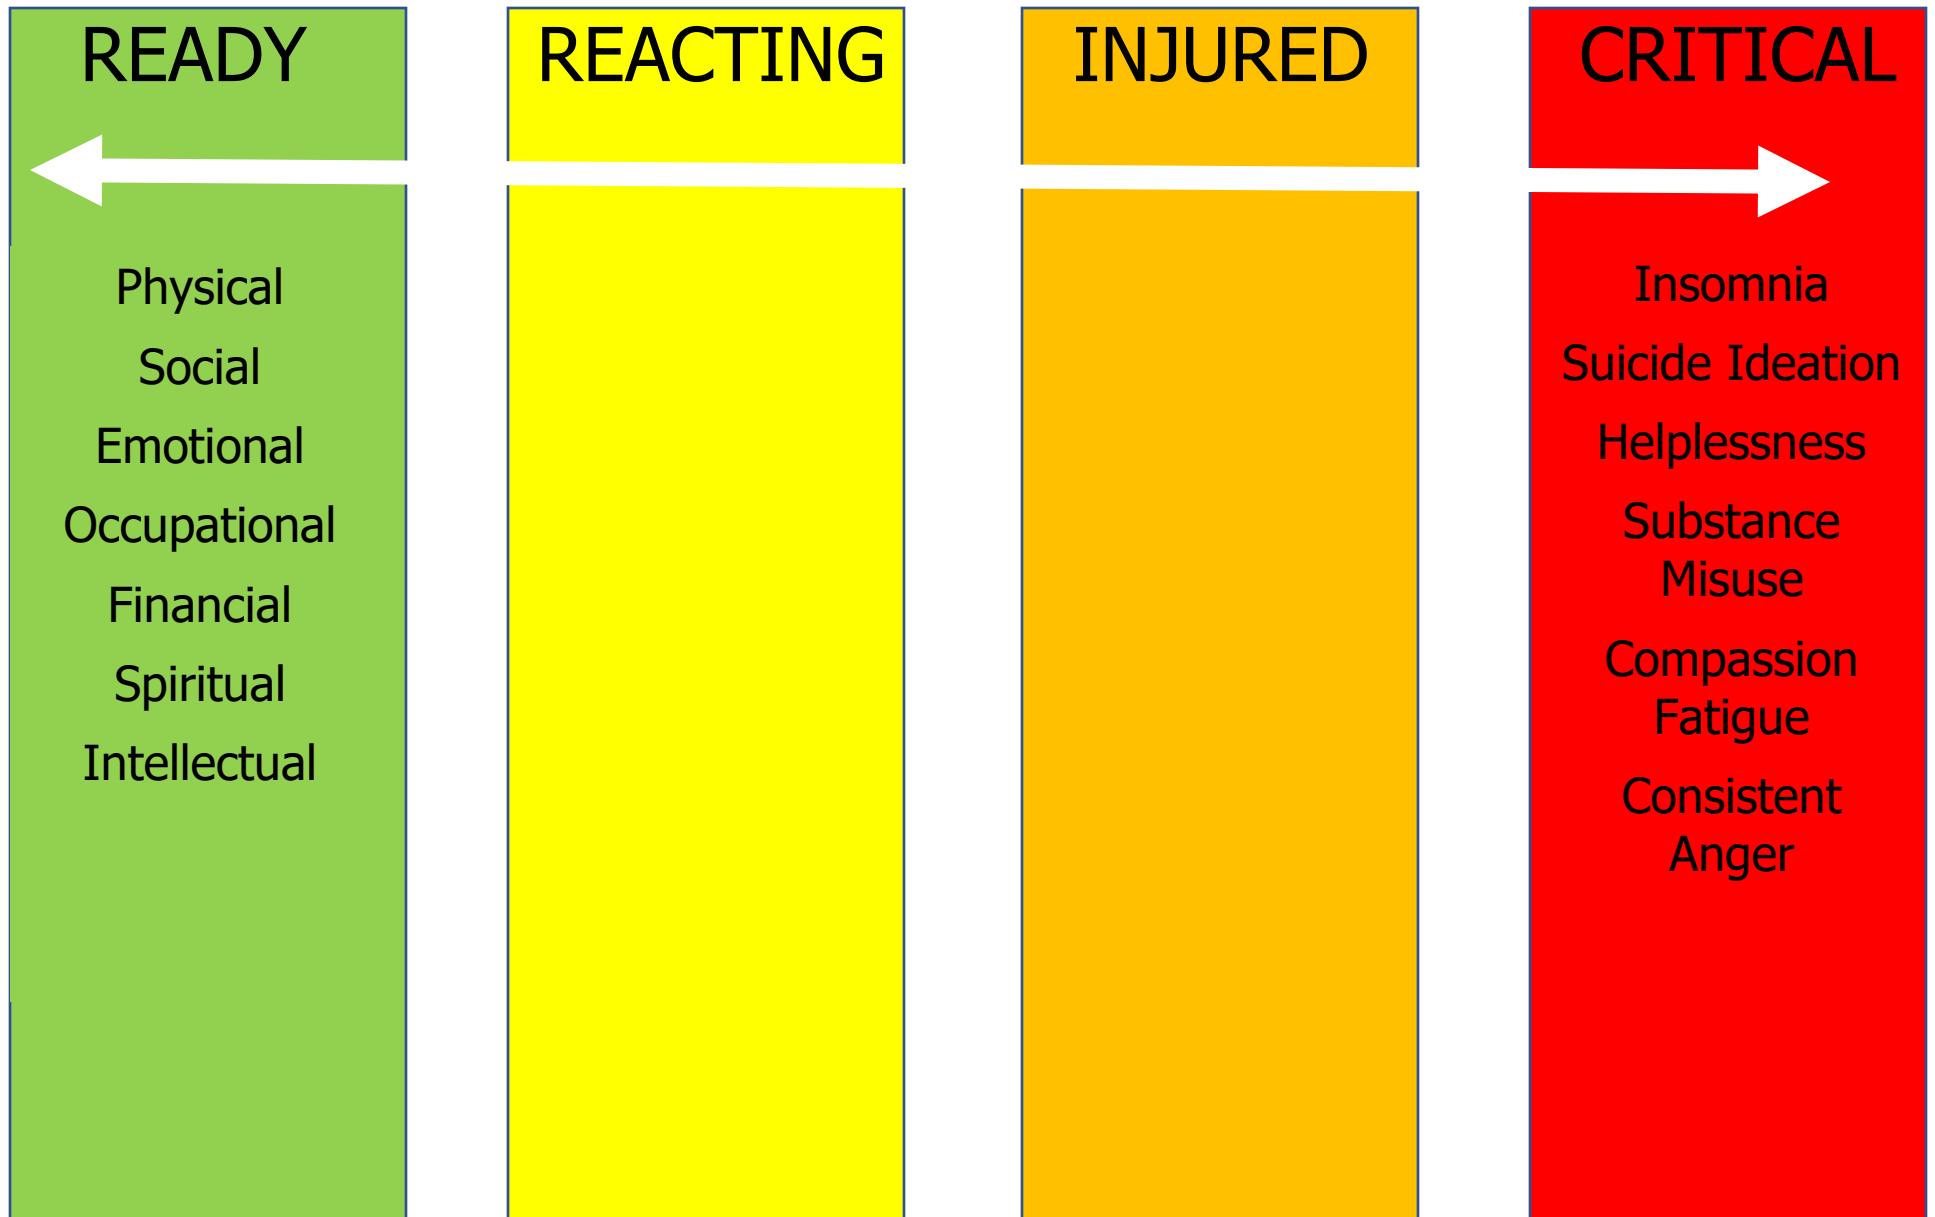 READY
REACTING
INJURED
CRITICAL
Physical
Social
Emotional
Occupational
Financial
Spiritual
Intellectual
Insomnia
Suicide Ideation
Helplessness
Substance
Misuse
Compassion
Fatigue
Consistent
Anger